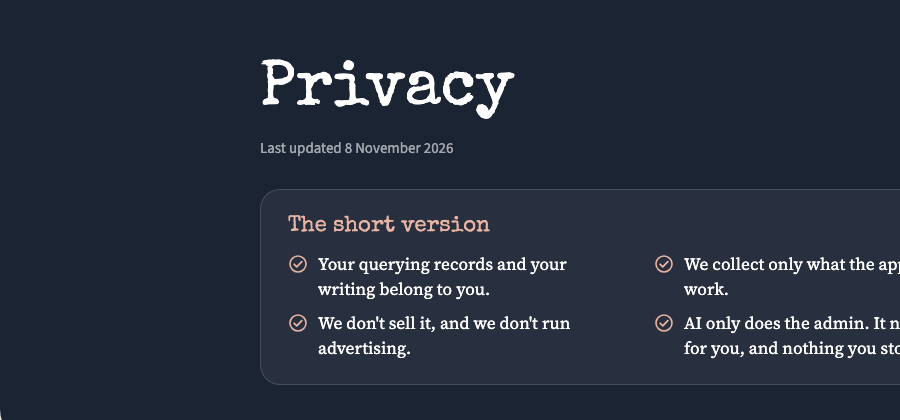 Privacy
Last updated 8 November 2026
The short version
Your querying records and your
writing belong to you.
We don't sell it, and we don't run
advertising.
We collect only what the
work.
AI only does the admin. It
for you, and nothing you